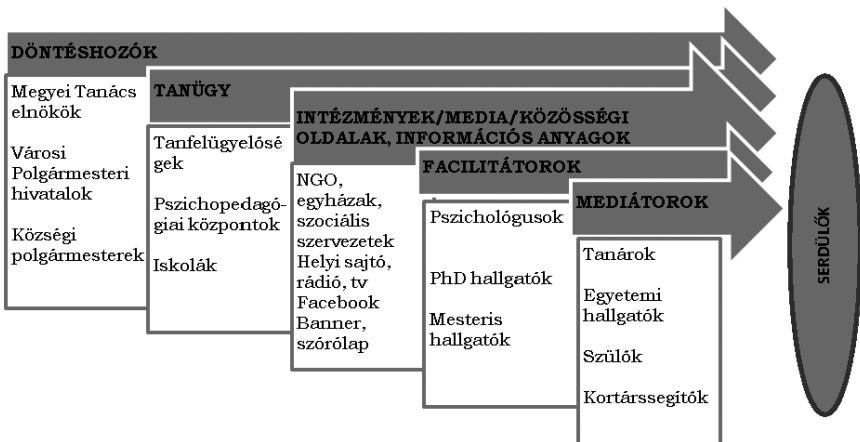 DÖNTÉSHOZÓK
Megyei Tanács
elnökök
Városi
Polgármesteri
hivatalok
Községi
polgármesterek
TANÜGY
Tanfelügyelősé
gek
Pszichopedagó-
giai központok
Iskolák
INTÉZMÉNYEK/MEDIA/KÖZÖSSÉGI
OLDALAK, INFORMÁCIÓS ANYAGOK
NGO,
egyházak,
szociális
szervezetek
Helyi sajtó,
rádió, tv
Facebook
Banner,
szórólap
FACILITÁTOROK
Pszichológusok
PhD hallgatók
Mesteris
hallgatók
MEDIÁTOROK
Tanárok
Egyetemi
hallgatók
Szülők
Kortárssegítők
SERDÜLŐK